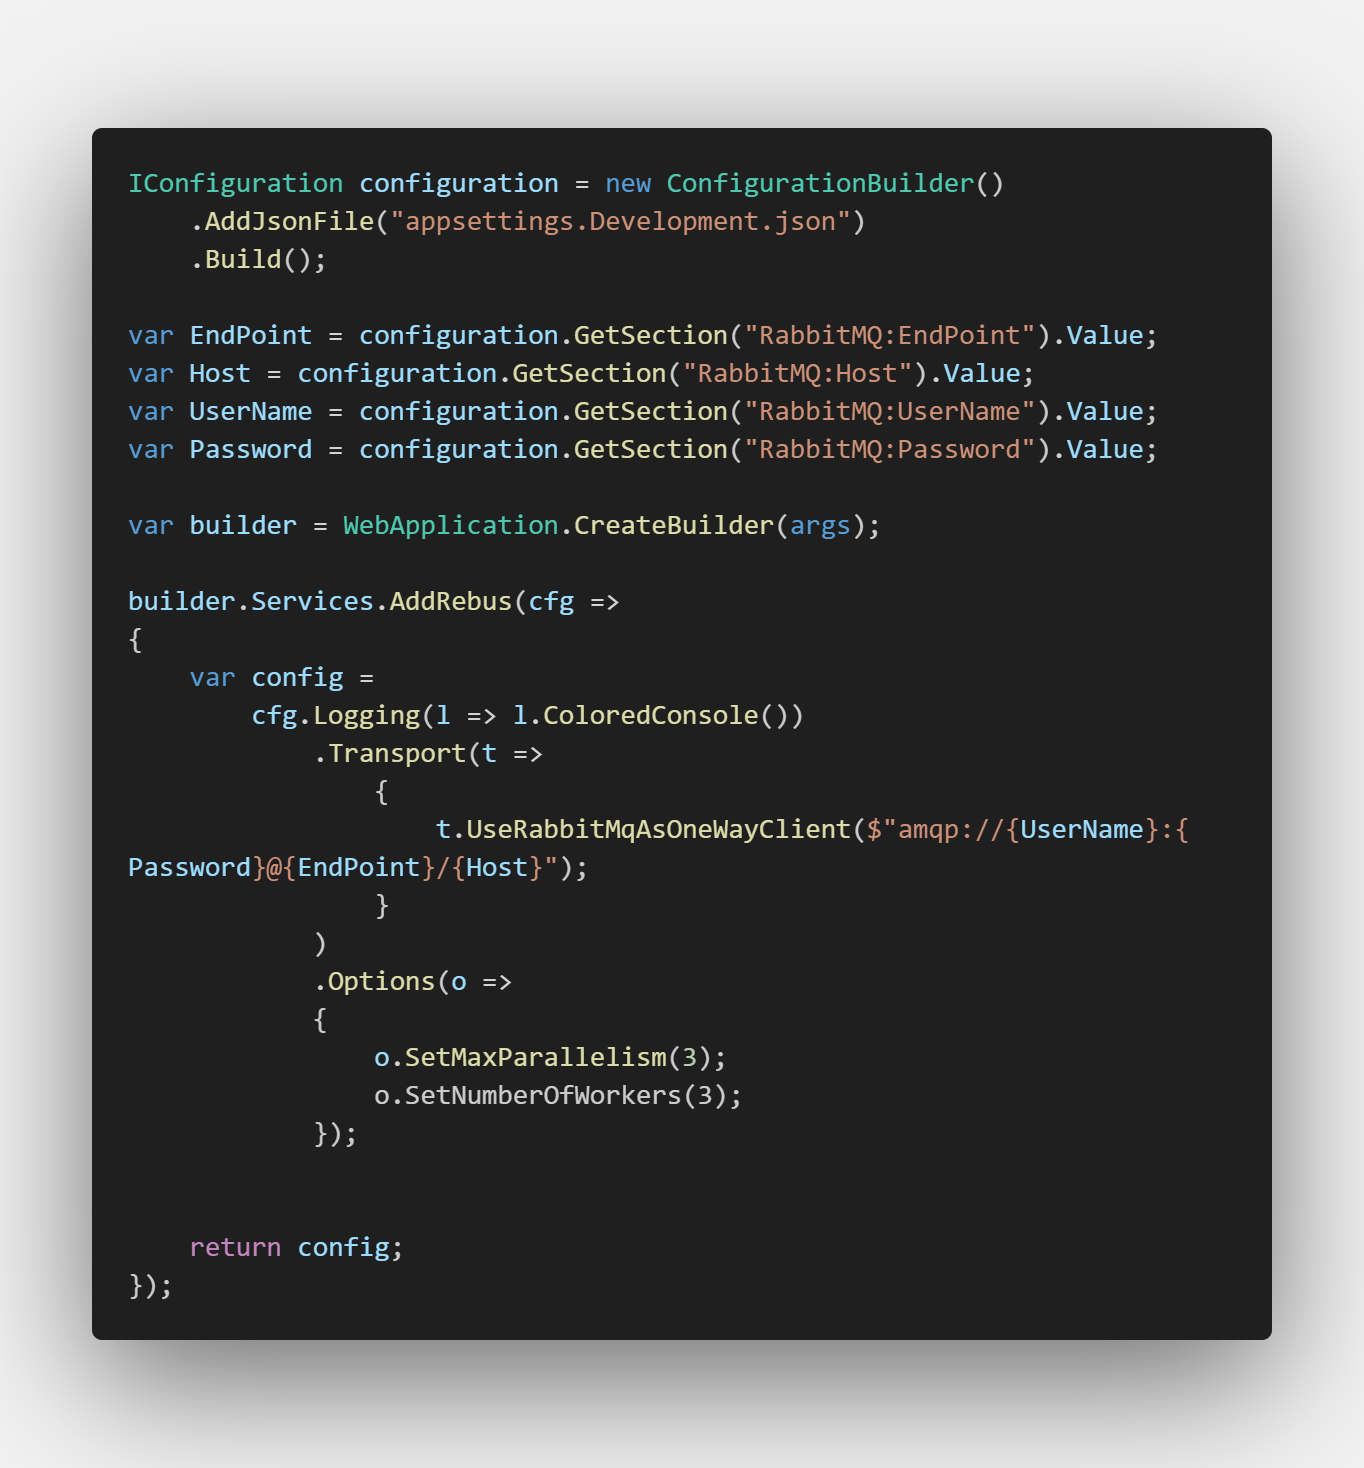 IConfiguration configuration = new ConfigurationBuilder()
    .AddJsonFile("appsettings.Development.json")
    .Build();

var EndPoint = configuration.GetSection("RabbitMQ:EndPoint").Value;
var Host = configuration.GetSection("RabbitMQ:Host").Value;
var UserName = configuration.GetSection("RabbitMQ:UserName").Value;
var Password = configuration.GetSection("RabbitMQ:Password").Value;

var builder = WebApplication.CreateBuilder(args);

builder.Services.AddRebus(cfg =>
{
    var config =
        cfg.Logging(l => l.ColoredConsole())
            .Transport(t =>
                {
                    t.UseRabbitMqAsOneWayClient($"amqp://{UserName}:{
Password}@{EndPoint}/{Host}");
                }
            )
            .Options(o =>
            {
                o.SetMaxParallelism(3);
                o.SetNumberOfWorkers(3);
            });


    return config;
});